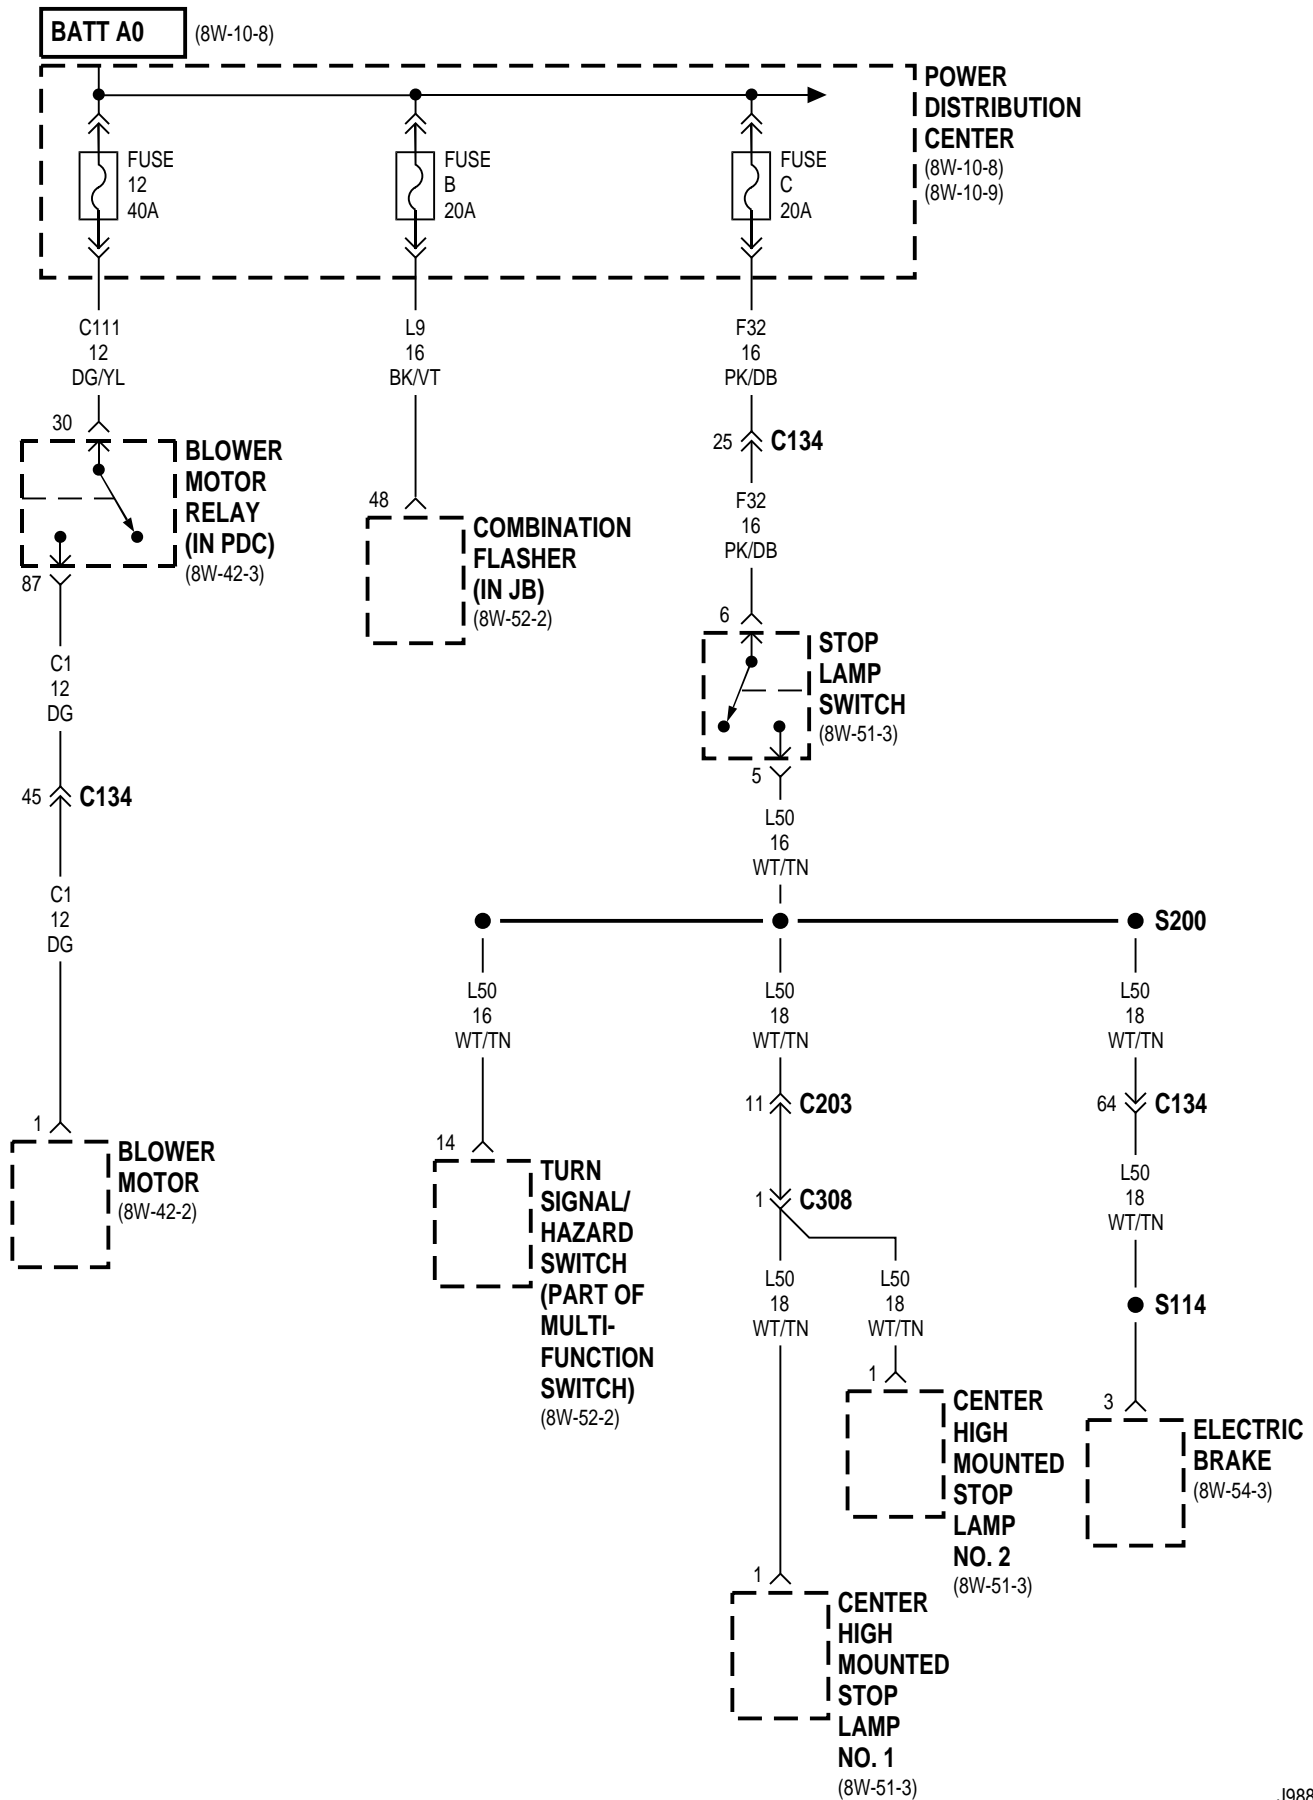 BATT A0
(8W-10-8)
POWER
DISTRIBUTION
CENTER
(8W-10-8)
(8W-10-9)
FUSE
12
40A
FUSE
B
20A
FUSE
C
20A
C111
12
DG/YL
L9
16
BK/VT
F32
16
PK/DB
30
BLOWER
MOTOR
RELAY
(IN PDC)
(8W-42-3)
87
25
C134
F32
16
PK/DB
48
COMBINATION
FLASHER
(IN JB)
(8W-52-2)
6
STOP
LAMP
SWITCH
(8W-51-3)
5
C1
12
DG
45
C134
C1
12
DG
L50
16
WT/TN
S200
L50
16
WT/TN
L50
18
WT/TN
L50
18
WT/TN
11
C203
64
C134
1
BLOWER
MOTOR
(8W-42-2)
14
TURN
SIGNAL/
HAZARD
SWITCH
(PART OF
MULTI-
FUNCTION
SWITCH)
(8W-52-2)
1
C308
L50
18
WT/TN
L50
18
WT/TN
L50
18
WT/TN
S114
1
CENTER
HIGH
MOUNTED
STOP
LAMP
NO. 2
(8W-51-3)
3
ELECTRIC
BRAKE
(8W-54-3)
1
CENTER
HIGH
MOUNTED
STOP
LAMP
NO. 1
(8W-51-3)
J988